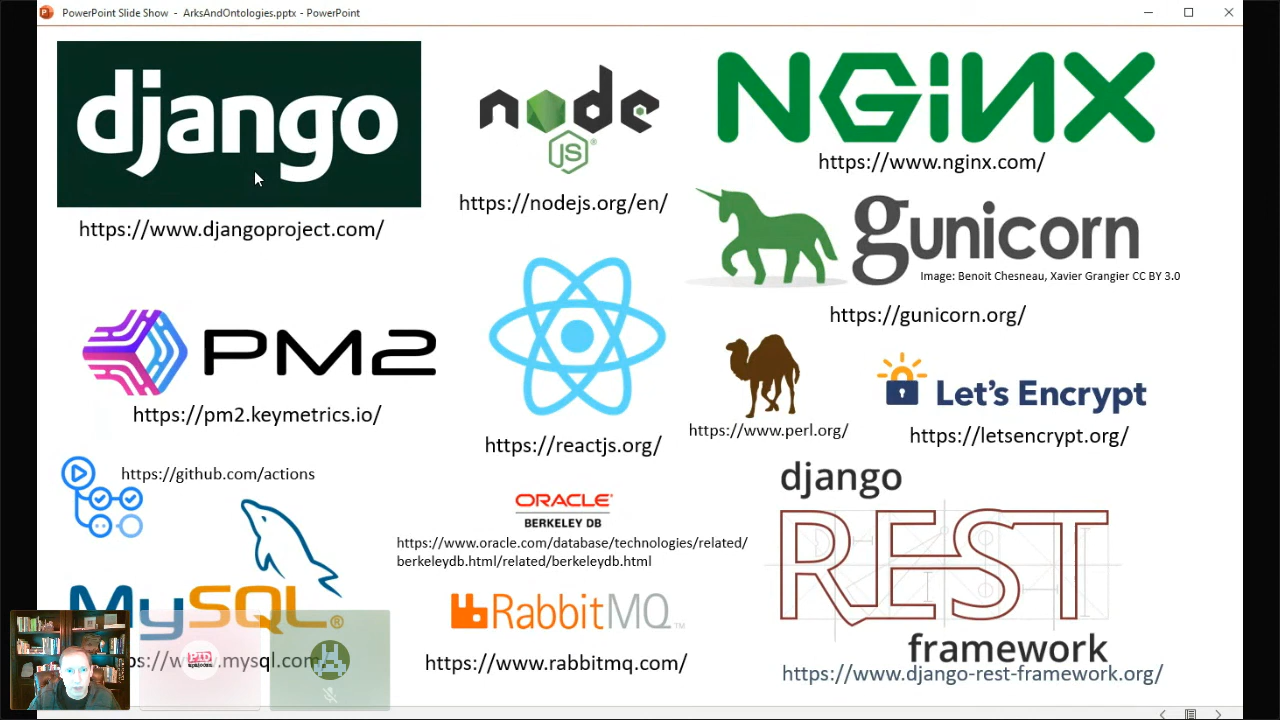 PowerPoint Slide Show - ArksAndOntologies.pptx - PowerPoint
django
https://www.djangoproject.com/
node
JS
®
https://nodejs.org/en/
NGINX
https://www.nginx.com/
gunicorn
Image: Benoit Chesneau, Xavier Grangier CC BY 3.0
https://gunicorn.org/
PM2
https://pm2.keymetrics.io/
https://reactjs.org/
https://www.perl.org/
Let's Encrypt
https://letsencrypt.org/
https://github.com/actions
MySQL®
mysql.com
ORACLE
BERKELEY DB
https://www.oracle.com/database/technologies/related/
berkeleydb.html/related/berkeleydb.html
RabbitMQ™
https://www.rabbitmq.com/
django
REST
framework
https://www.django-rest-framework.org/
PID